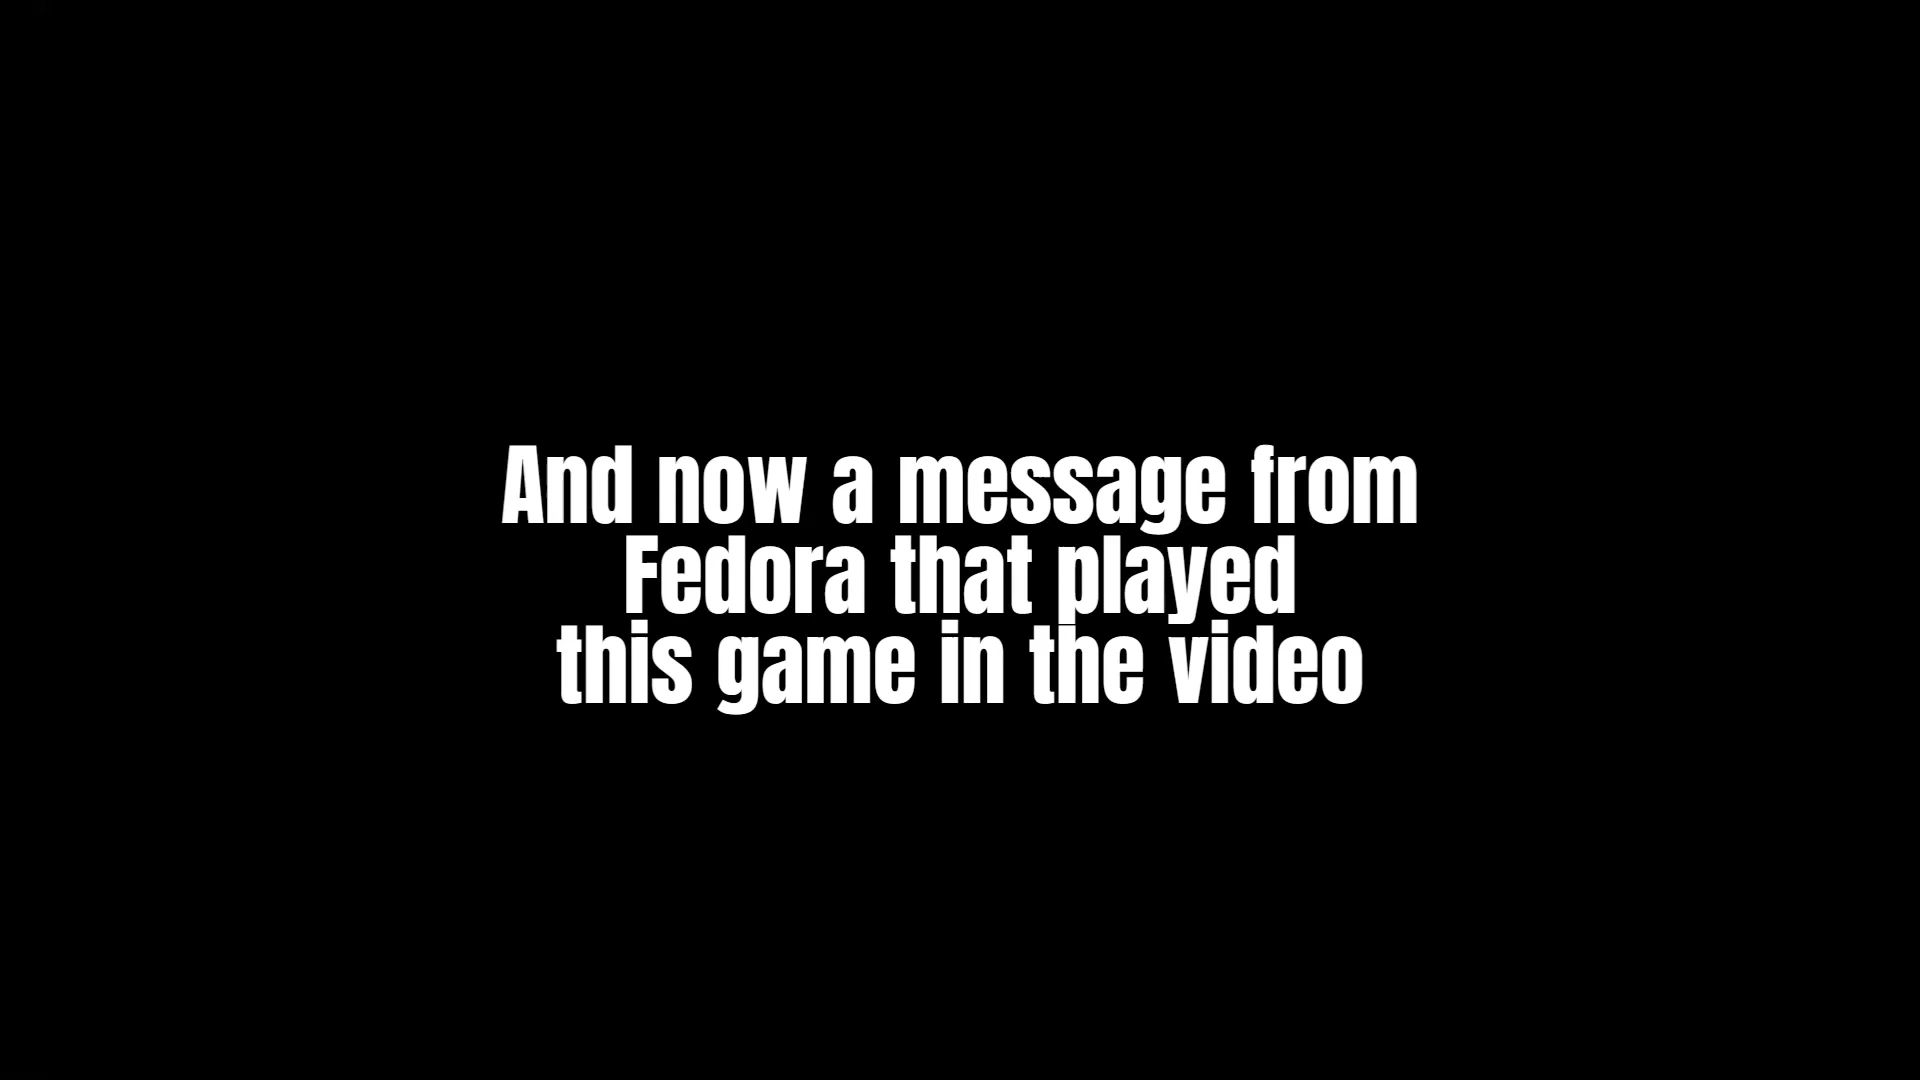 And now a message from
Fedora that played
this game in the video